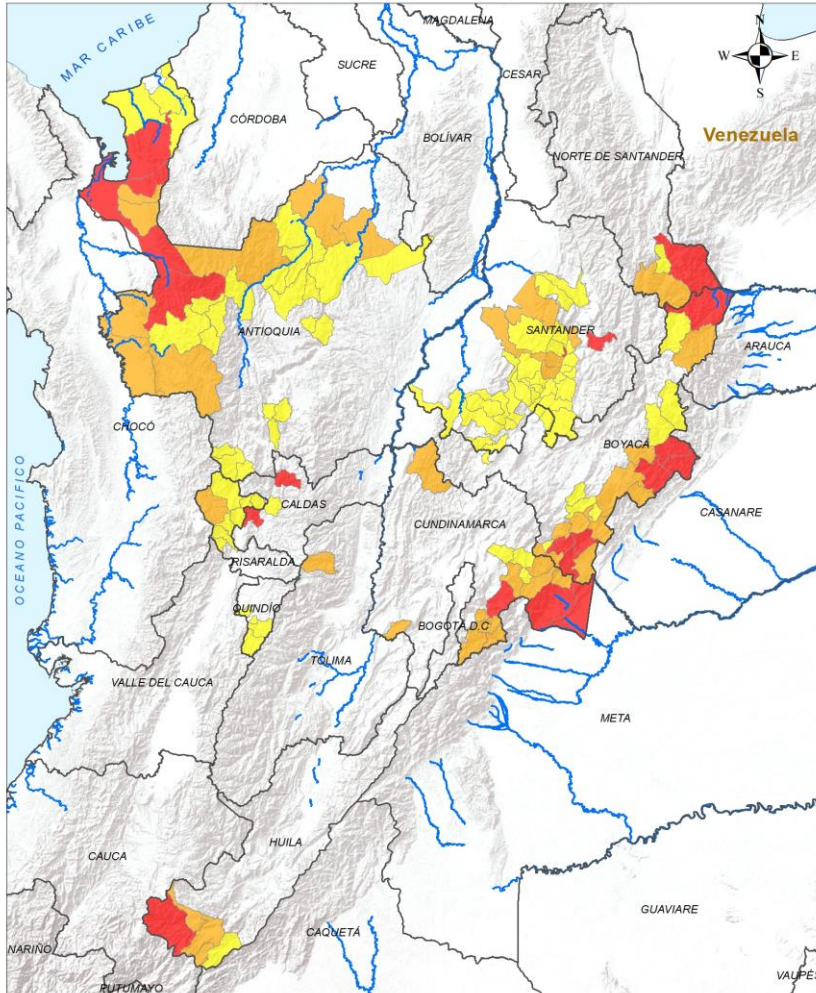 MAGDALENA
MAR CARIBE
N
W E
S
SUCRE
CESAR
CÓRDOBA
BOLÍVAR
Venezuela
NORTE DE SANTANDER
ANTIOQUIA
SANTANDER
ARAUCA
CHOCÓ
BOYACÁ
OCEANO PACIFICO
CALDAS
CUNDINAMARCA
CASANARE
RISARALDA
QUINDÍO
BOGOTÁ, D.C
TOLIMA
VALLE DEL CAUCA
META
HUILA
CAUCA
GUAVIARE
CAQUETÁ
NARIÑO
PUTUMAYO
VAUPÉS